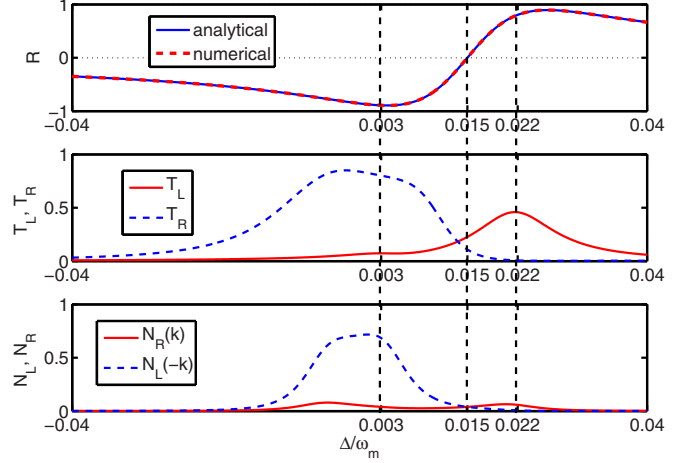 1
R
0
-1
analytical
numerical
-0.04 0.003 0.015 0.022 0.04
1
T_L, T_R
0.5
0
T_L
T_R
-0.04 0.003 0.015 0.022 0.04
1
N_L, N_R
0.5
0
N_R(k)
N_L(-k)
-0.04 0.003 0.015 0.022 0.04
Δ/ω_m